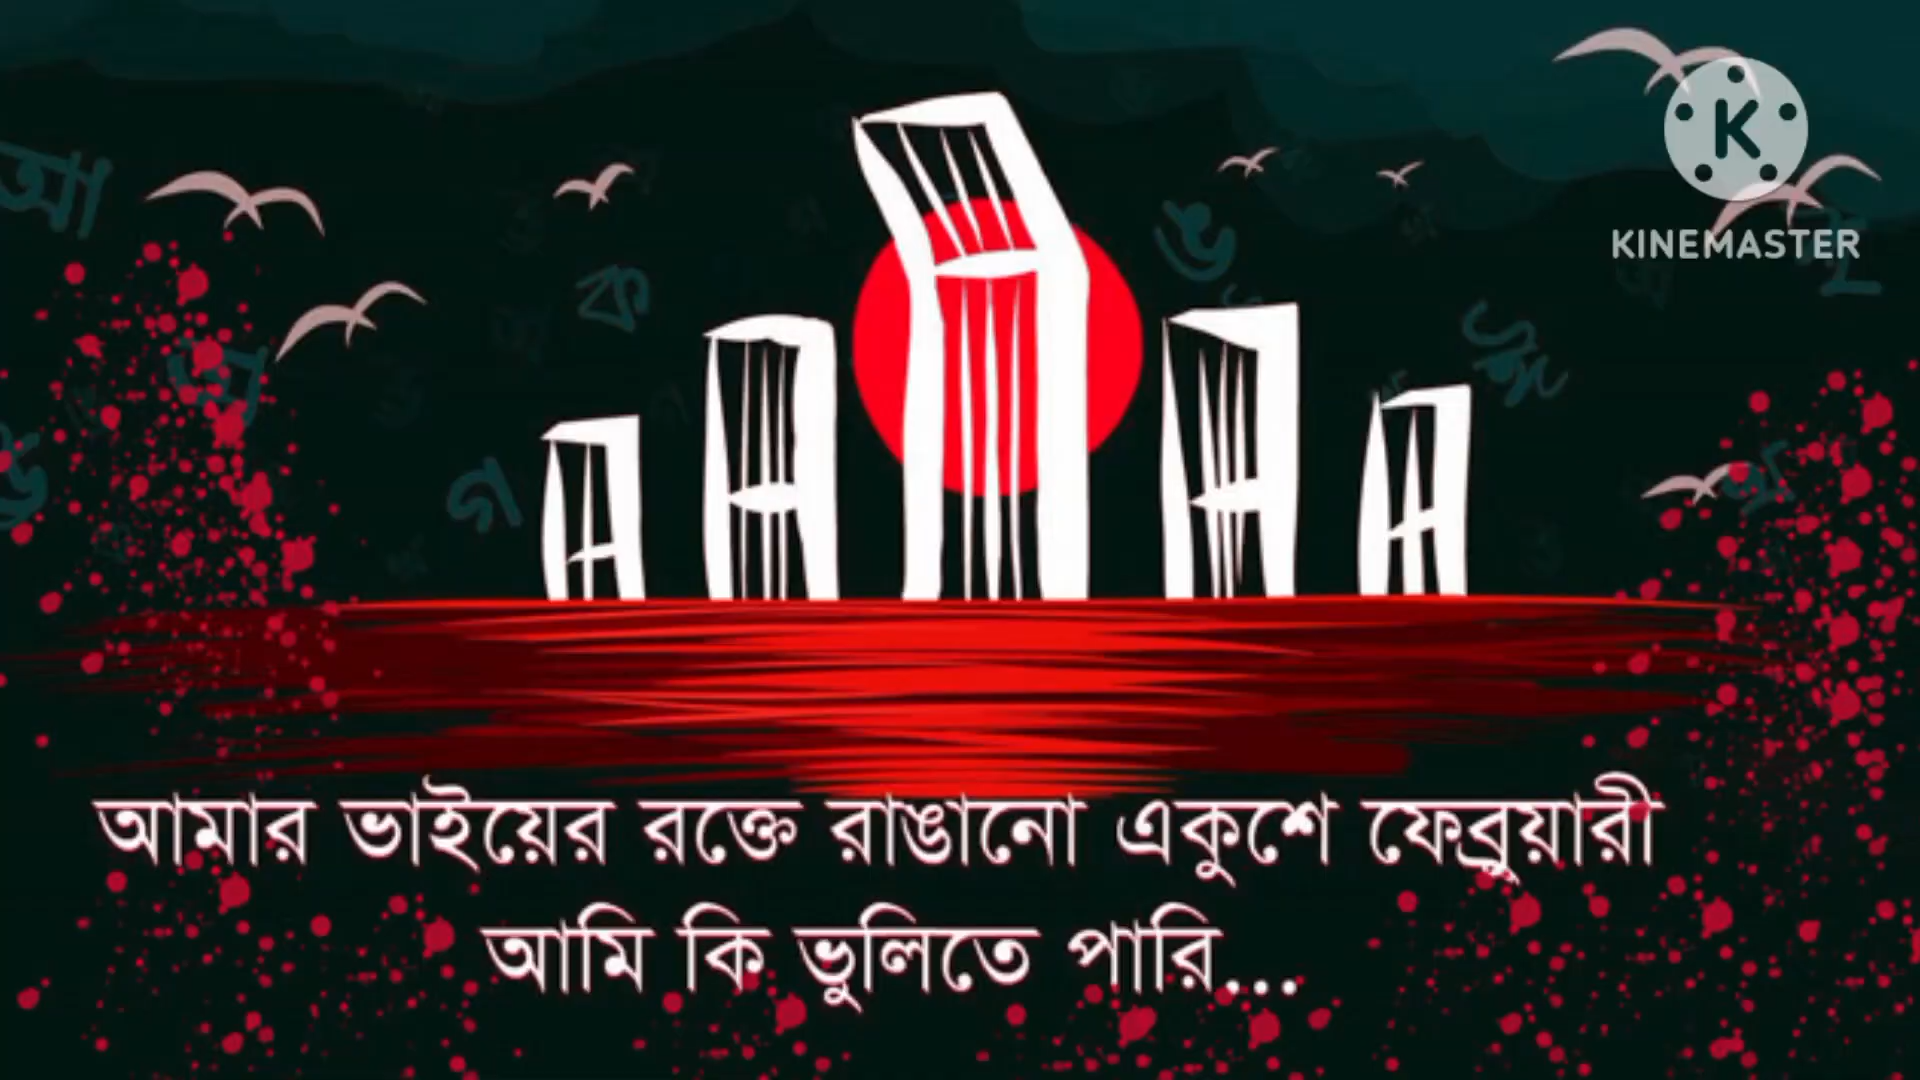 KINEMASTER
আমার ভাইয়ের রক্তে রাঙানো একুশে ফেব্রুয়ারী
আমি কি ভুলিতে পারি...
আ
ক
গ